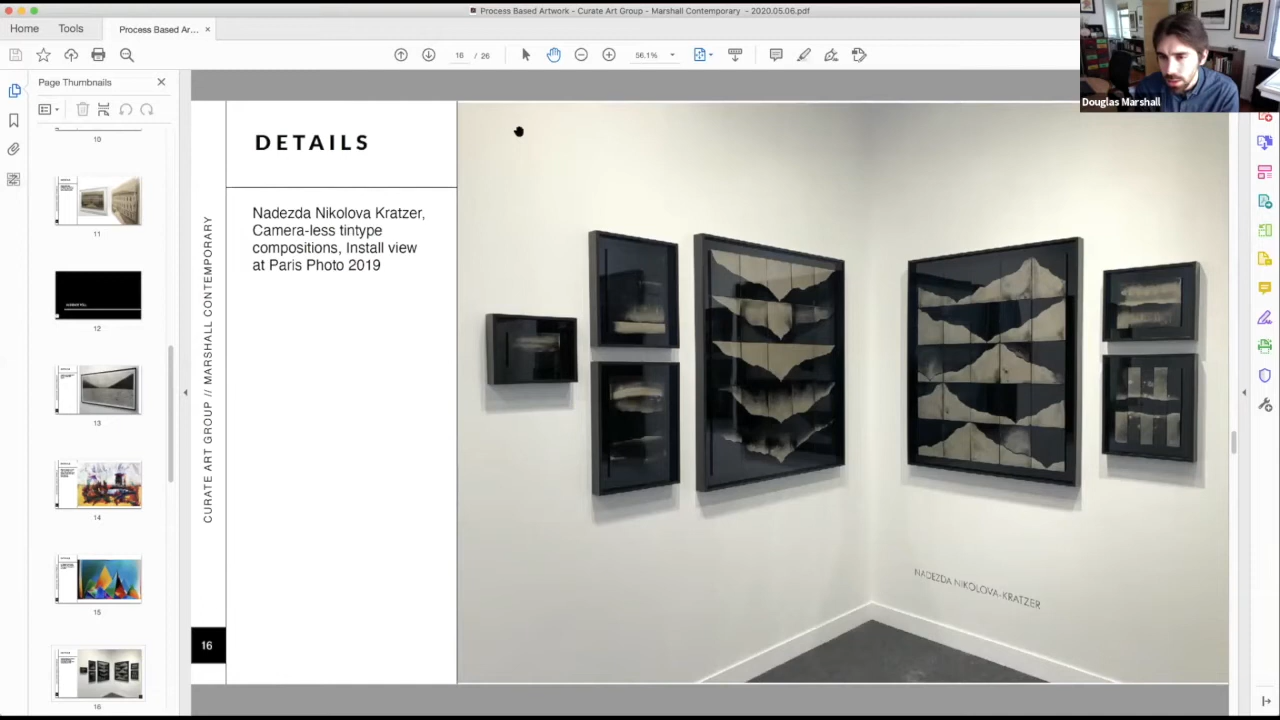 Process Based Artwork - Curate Art Group - Marshall Contemporary - 2020.05.06.pdf
Home
Tools
Process Based Ar...
×
16 / 26
56.1%
Douglas Marshall
Page Thumbnails
10
11
12
13
14
15
16
CURATE ART GROUP // MARSHALL CONTEMPORARY
16
DETAILS
Nadezda Nikolova Kratzer,
Camera-less tintype
compositions, Install view
at Paris Photo 2019
NADEZDA NIKOLOVA-KRATZER